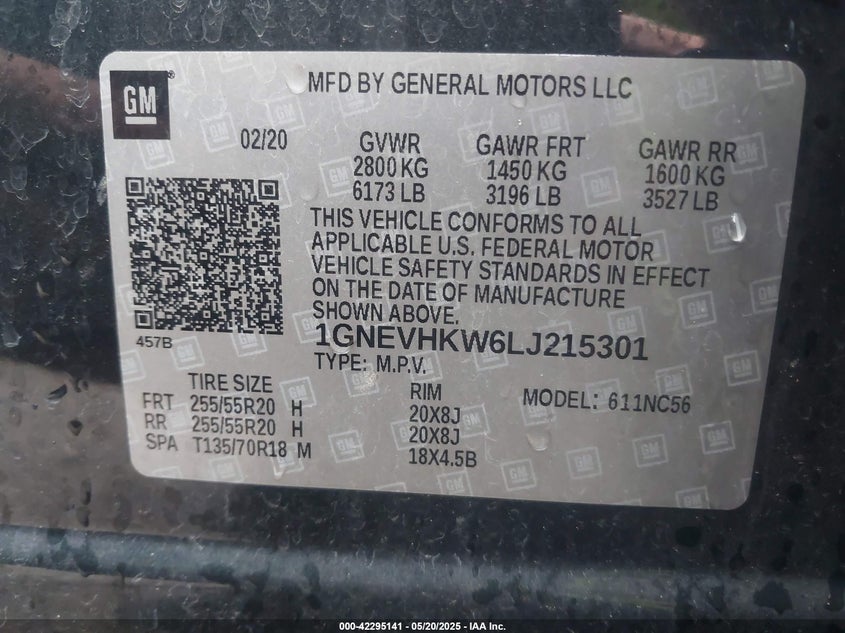 GM
MFD BY GENERAL MOTORS LLC
02/20 GVWR GAWR FRT GAWR RR
2800 KG 1450 KG 1600 KG
6173 LB 3196 LB 3527 LB
THIS VEHICLE CONFORMS TO ALL
APPLICABLE U.S. FEDERAL MOTOR
VEHICLE SAFETY STANDARDS IN EFFECT
ON THE DATE OF MANUFACTURE
SHOWN ABOVE.
457B
1GNEVHKW6LJ215301
TYPE: M.P.V.
TIRE SIZE RIM MODEL: 611NC56
FRT 255/55R20 H 20X8J
RR 255/55R20 H 20X8J
SPA T135/70R18 M 18X4.5B
000-42295141 - 05/20/2025 - IAA Inc.